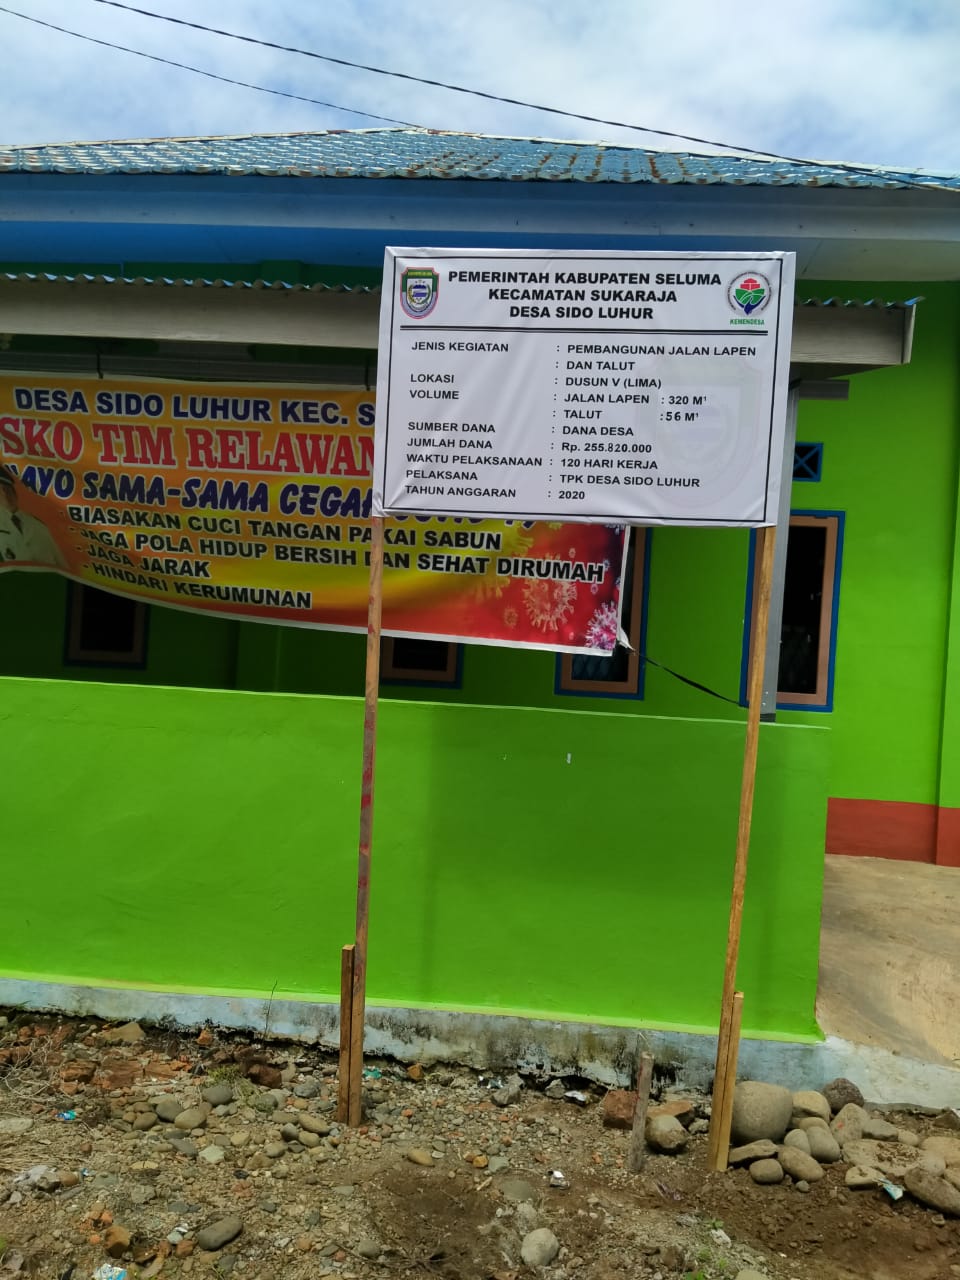 PEMERINTAH KABUPATEN SELUMA
KECAMATAN SUKARAJA
DESA SIDO LUHUR
KEMENDESA
JENIS KEGIATAN : PEMBANGUNAN JALAN LAPEN
: DAN TALUT
LOKASI : DUSUN V (LIMA)
VOLUME : JALAN LAPEN : 320 M¹
: TALUT : 56 M¹
SUMBER DANA : DANA DESA
JUMLAH DANA : Rp. 255.820.000
WAKTU PELAKSANAAN : 120 HARI KERJA
PELAKSANA : TPK DESA SIDO LUHUR
TAHUN ANGGARAN : 2020
DESA SIDO LUHUR KEC. S
SKO TIM RELAWAN
AYO SAMA-SAMA CEGAH
- BIASAKAN CUCI TANGAN PAKAI SABUN
- JAGA POLA HIDUP BERSIH DAN SEHAT DIRUMAH
- JAGA JARAK
- HINDARI KERUMUNAN